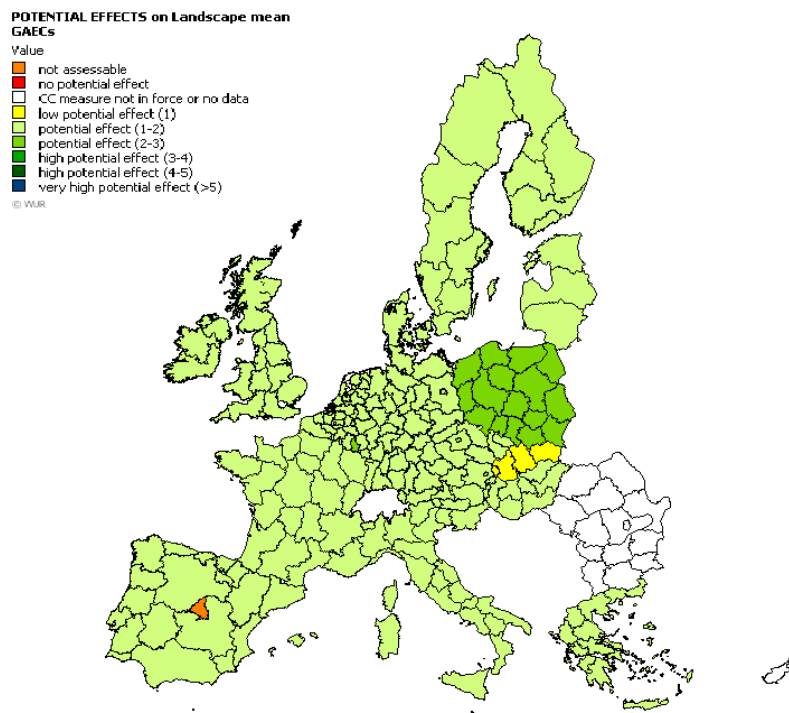 POTENTIAL EFFECTS on Landscape mean
GAECs
Value
not assessable
no potential effect
CC measure not in force or no data
low potential effect (1)
potential effect (1-2)
potential effect (2-3)
high potential effect (3-4)
high potential effect (4-5)
very high potential effect (>5)
© WUR